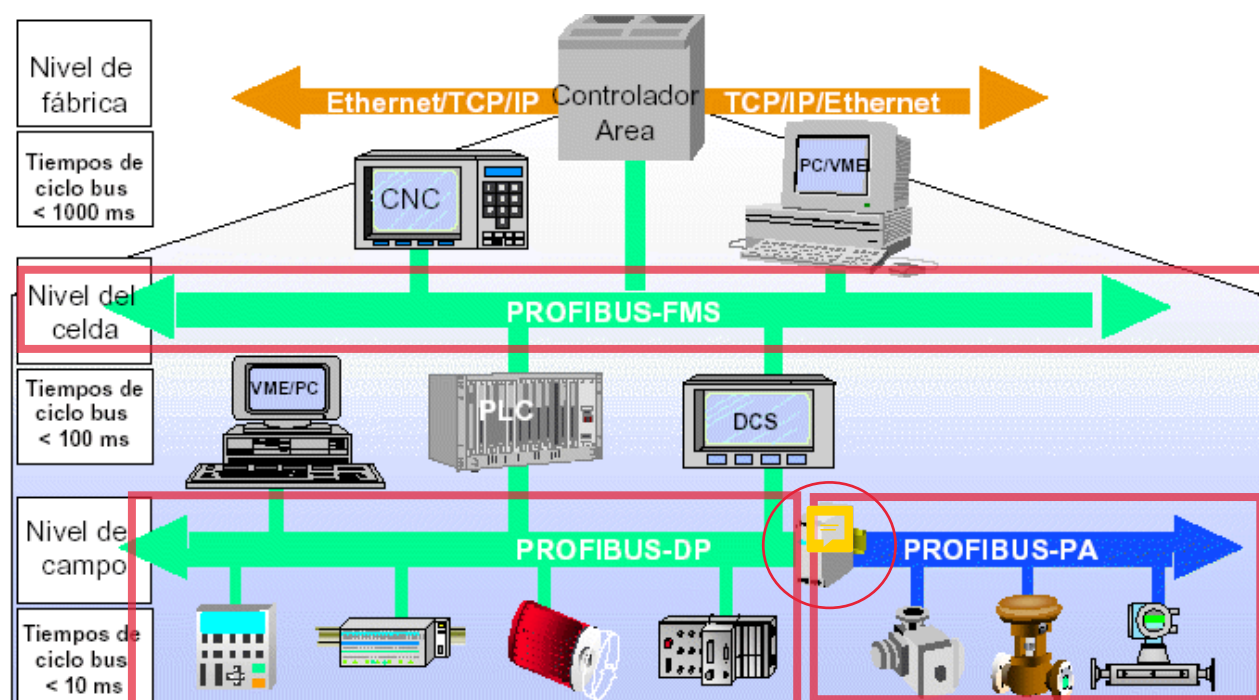 Nivel de
fábrica
Ethernet/TCP/IP
Controlador
Area
TCP/IP/Ethernet
Tiempos de
ciclo bus
< 1000 ms
CNC
PC/VME
Nivel del
celda
PROFIBUS-FMS
Tiempos de
ciclo bus
< 100 ms
VME/PC
PLC
DCS
Nivel de
campo
PROFIBUS-DP
PROFIBUS-PA
Tiempos de
ciclo bus
< 10 ms